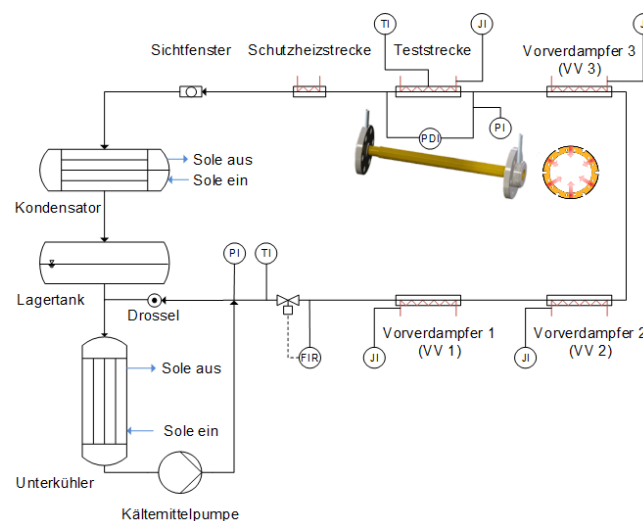 TI
JI
J
Sichtfenster
Schutzheizstrecke
Teststrecke
Vorverdampfer 3
(VV 3)
PDI
PI
Sole aus
Sole ein
Kondensator
PI
TI
Lagertank
Drossel
Vorverdampfer 1
(VV 1)
Vorverdampfer 2
(VV 2)
FIR
JI
JI
Sole aus
Sole ein
Unterkühler
Kältemittelpumpe